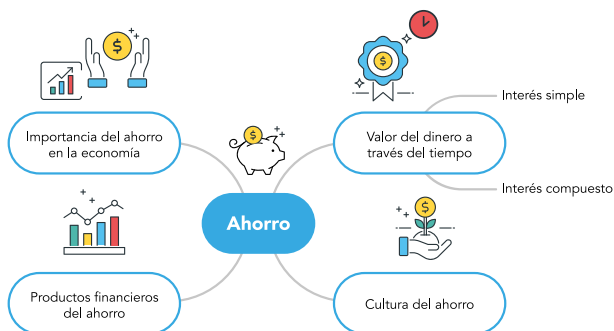 Importancia del ahorro
en la economía
Valor del dinero a
través del tiempo
Interés simple
Interés compuesto
Ahorro
Productos financieros
del ahorro
Cultura del ahorro
$
$
$
$